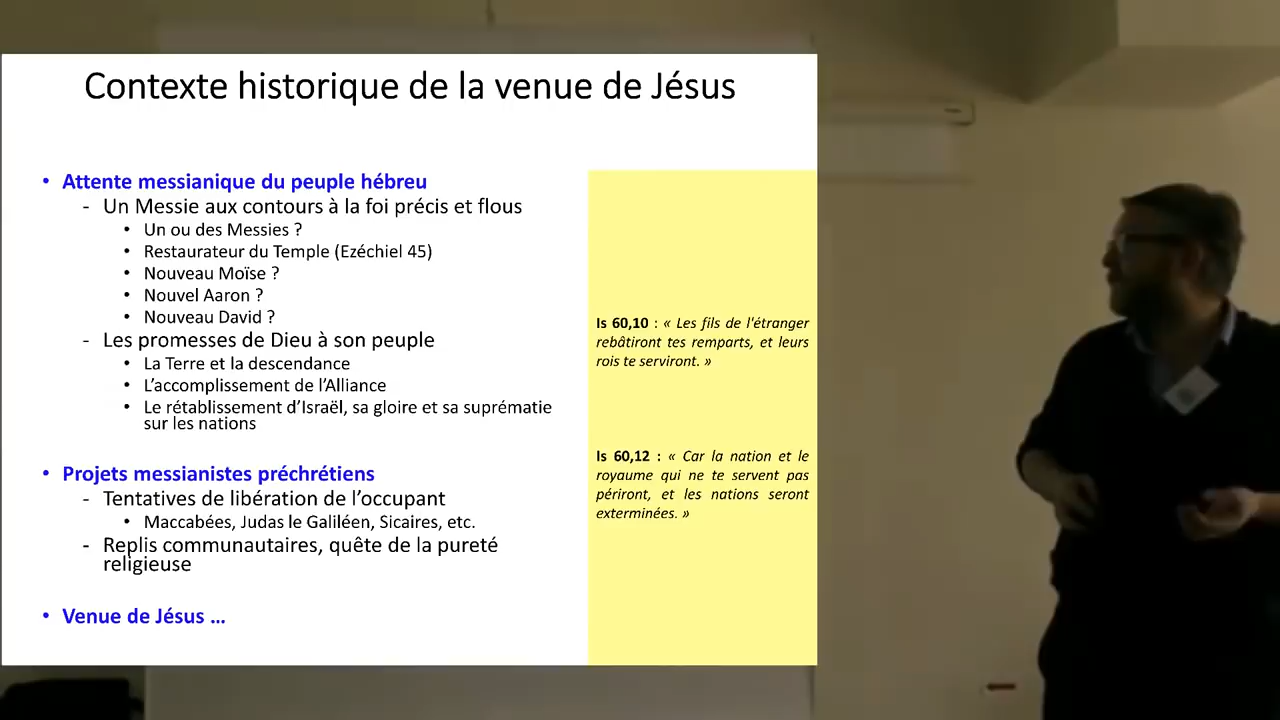 Contexte historique de la venue de Jésus
• Attente messianique du peuple hébreu
- Un Messie aux contours à la foi précis et flous
• Un ou des Messies ?
• Restaurateur du Temple (Ezéchiel 45)
• Nouveau Moïse ?
• Nouvel Aaron ?
• Nouveau David ?
- Les promesses de Dieu à son peuple
• La Terre et la descendance
• L'accomplissement de l'Alliance
• Le rétablissement d'Israël, sa gloire et sa suprématie
sur les nations
• Projets messianistes préchrétiens
- Tentatives de libération de l'occupant
• Maccabées, Judas le Galiléen, Sicaires, etc.
- Replis communautaires, quête de la pureté
religieuse
• Venue de Jésus ...
Is 60,10 : « Les fils de l'étranger
rebâtiront tes remparts, et leurs
rois te serviront. »
Is 60,12 : « Car la nation et le
royaume qui ne te servent pas
périront, et les nations seront
exterminées. »